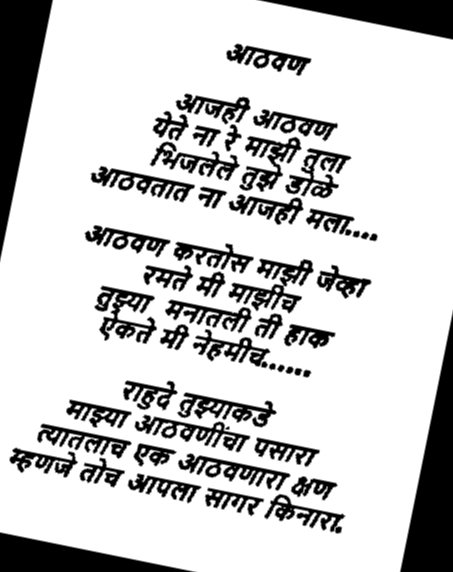 आठवण
आजही आठवण
येते ना रे माझी तुला
भिजलेले तुझे डोळे
आठवतात ना आजही मला....
आठवण करतोस माझी जेव्हा
रमते मी माझीच
तुझ्या मनातली ती हाक
ऐकते मी नेहमीच......
राहुदे तुझ्याकडे
माझ्या आठवणींचा पसारा
त्यातलाच एक आठवणारा क्षण
म्हणजे तोच आपला सागर किनारा.